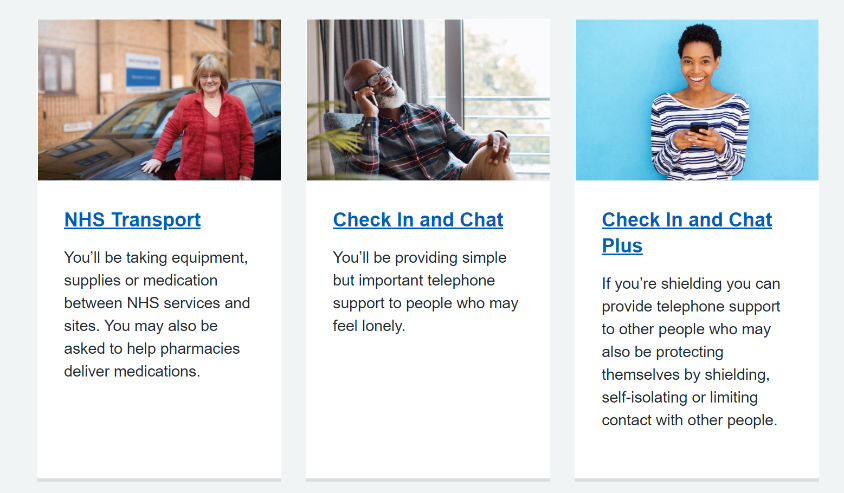 NHS Transport
You’ll be taking equipment,
supplies or medication
between NHS services and
sites. You may also be
asked to help pharmacies
deliver medications.
Check In and Chat
You’ll be providing simple
but important telephone
support to people who may
feel lonely.
Check In and Chat
Plus
If you’re shielding you can
provide telephone support
to other people who may
also be protecting
themselves by shielding,
self-isolating or limiting
contact with other people.